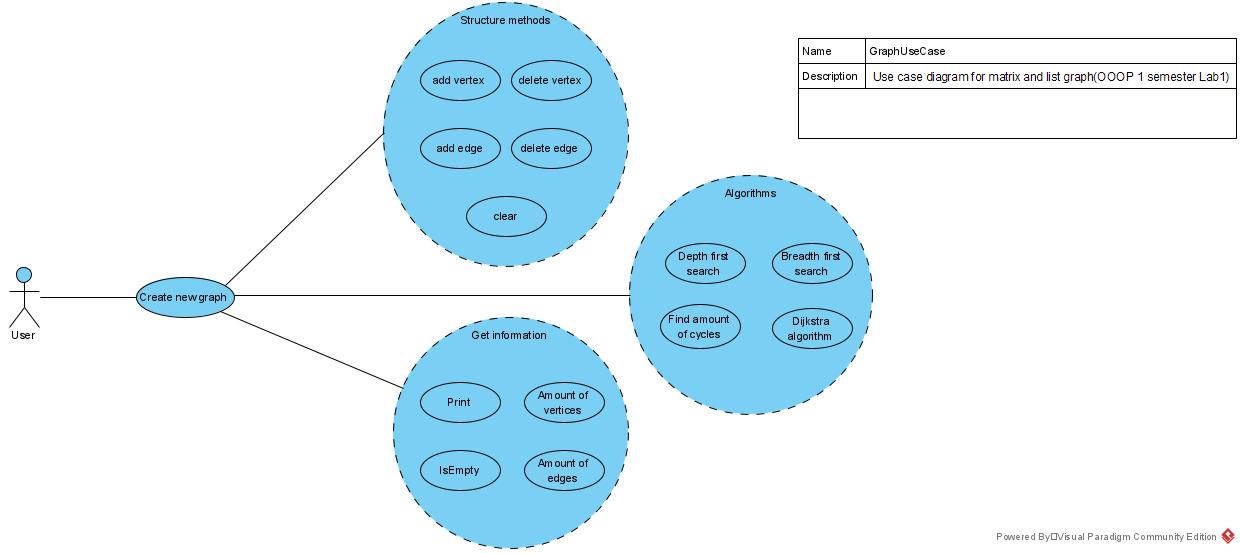 Structure methods
add vertex
delete vertex
add edge
delete edge
clear
Name
GraphUseCase
Description
Use case diagram for matrix and list graph(OOOP 1 semester Lab1)
Algorithms
Depth first
search
Breadth first
search
Find amount
of cycles
Dijkstra
algorithm
User
Create new graph
Get information
Print
Amount of
vertices
IsEmpty
Amount of
edges
Powered By□Visual Paradigm Community Edition